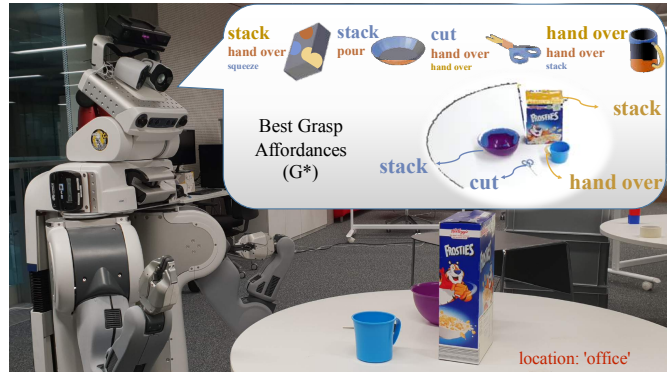 stack
hand over
squeeze
stack
pour
cut
hand over
hand over
hand over
hand over
stack
Best Grasp
Affordances
(G*)
FROSTIES
stack
stack
cut
hand over
Kellogg's
FROSTIES
location: 'office'